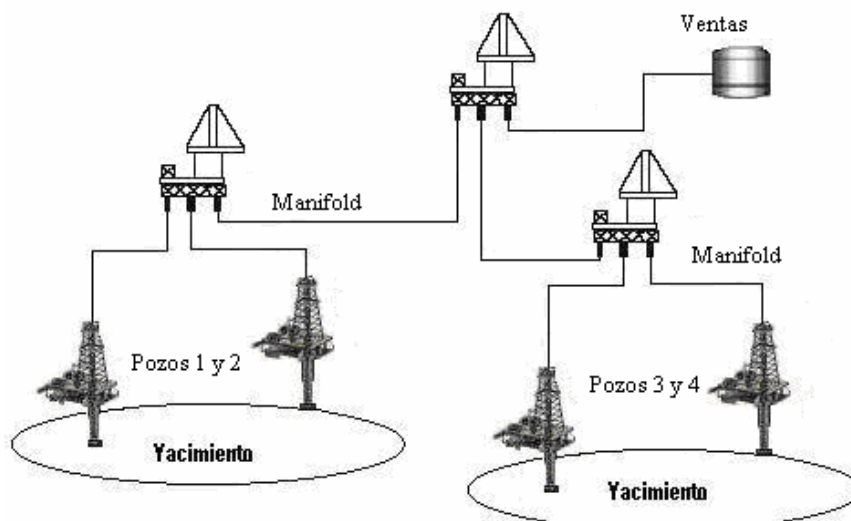 Ventas
Manifold
Manifold
Pozos 1 y 2
Pozos 3 y 4
Yacimiento
Yacimiento